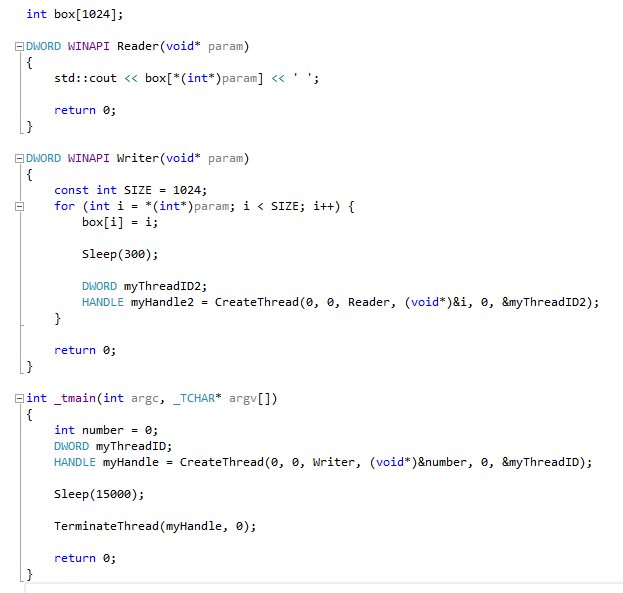 int box[1024];
DWORD WINAPI Reader(void* param)
{
    std::cout << box[*(int*)param] << ' ';
    return 0;
}
DWORD WINAPI Writer(void* param)
{
    const int SIZE = 1024;
    for (int i = *(int*)param; i < SIZE; i++) {
        box[i] = i;
        Sleep(300);
        DWORD myThreadID2;
        HANDLE myHandle2 = CreateThread(0, 0, Reader, (void*)&i, 0, &myThreadID2);
    }
    return 0;
}
int _tmain(int argc, _TCHAR* argv[])
{
    int number = 0;
    DWORD myThreadID;
    HANDLE myHandle = CreateThread(0, 0, Writer, (void*)&number, 0, &myThreadID);
    Sleep(15000);
    TerminateThread(myHandle, 0);
    return 0;
}